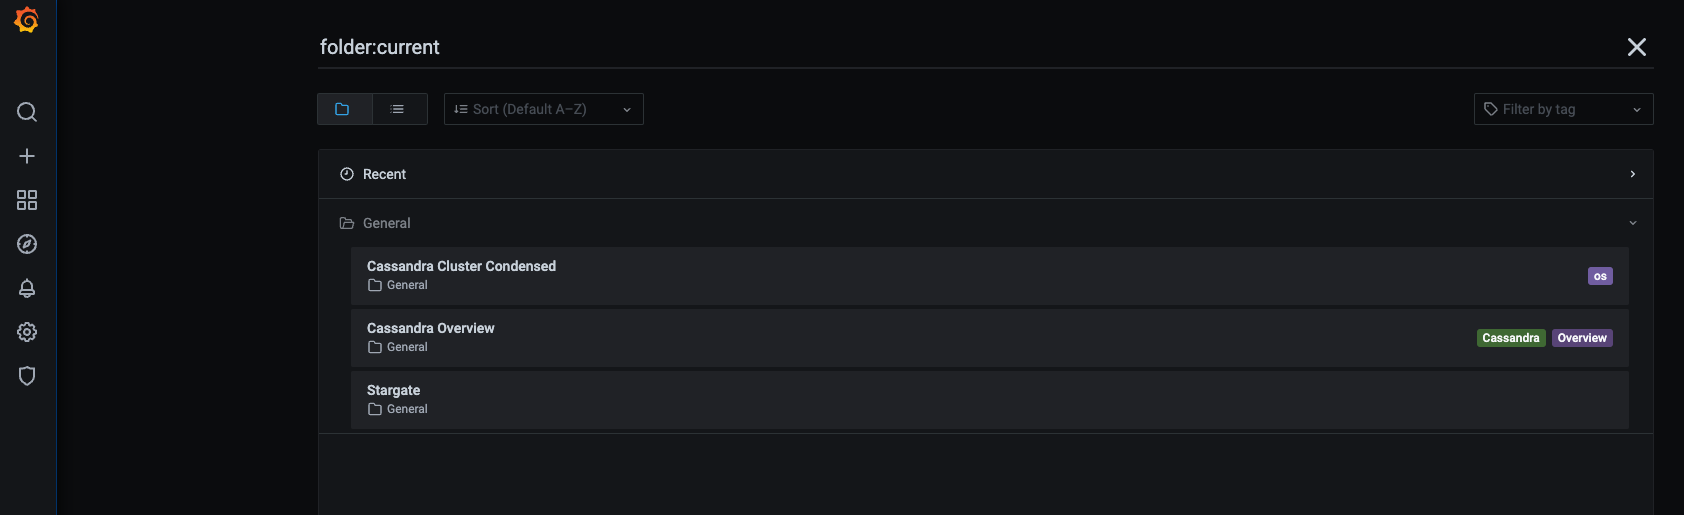 folder:current
Sort (Default A–Z)
Filter by tag
Recent
General
Cassandra Cluster Condensed
General
os
Cassandra Overview
General
Cassandra Overview
Stargate
General